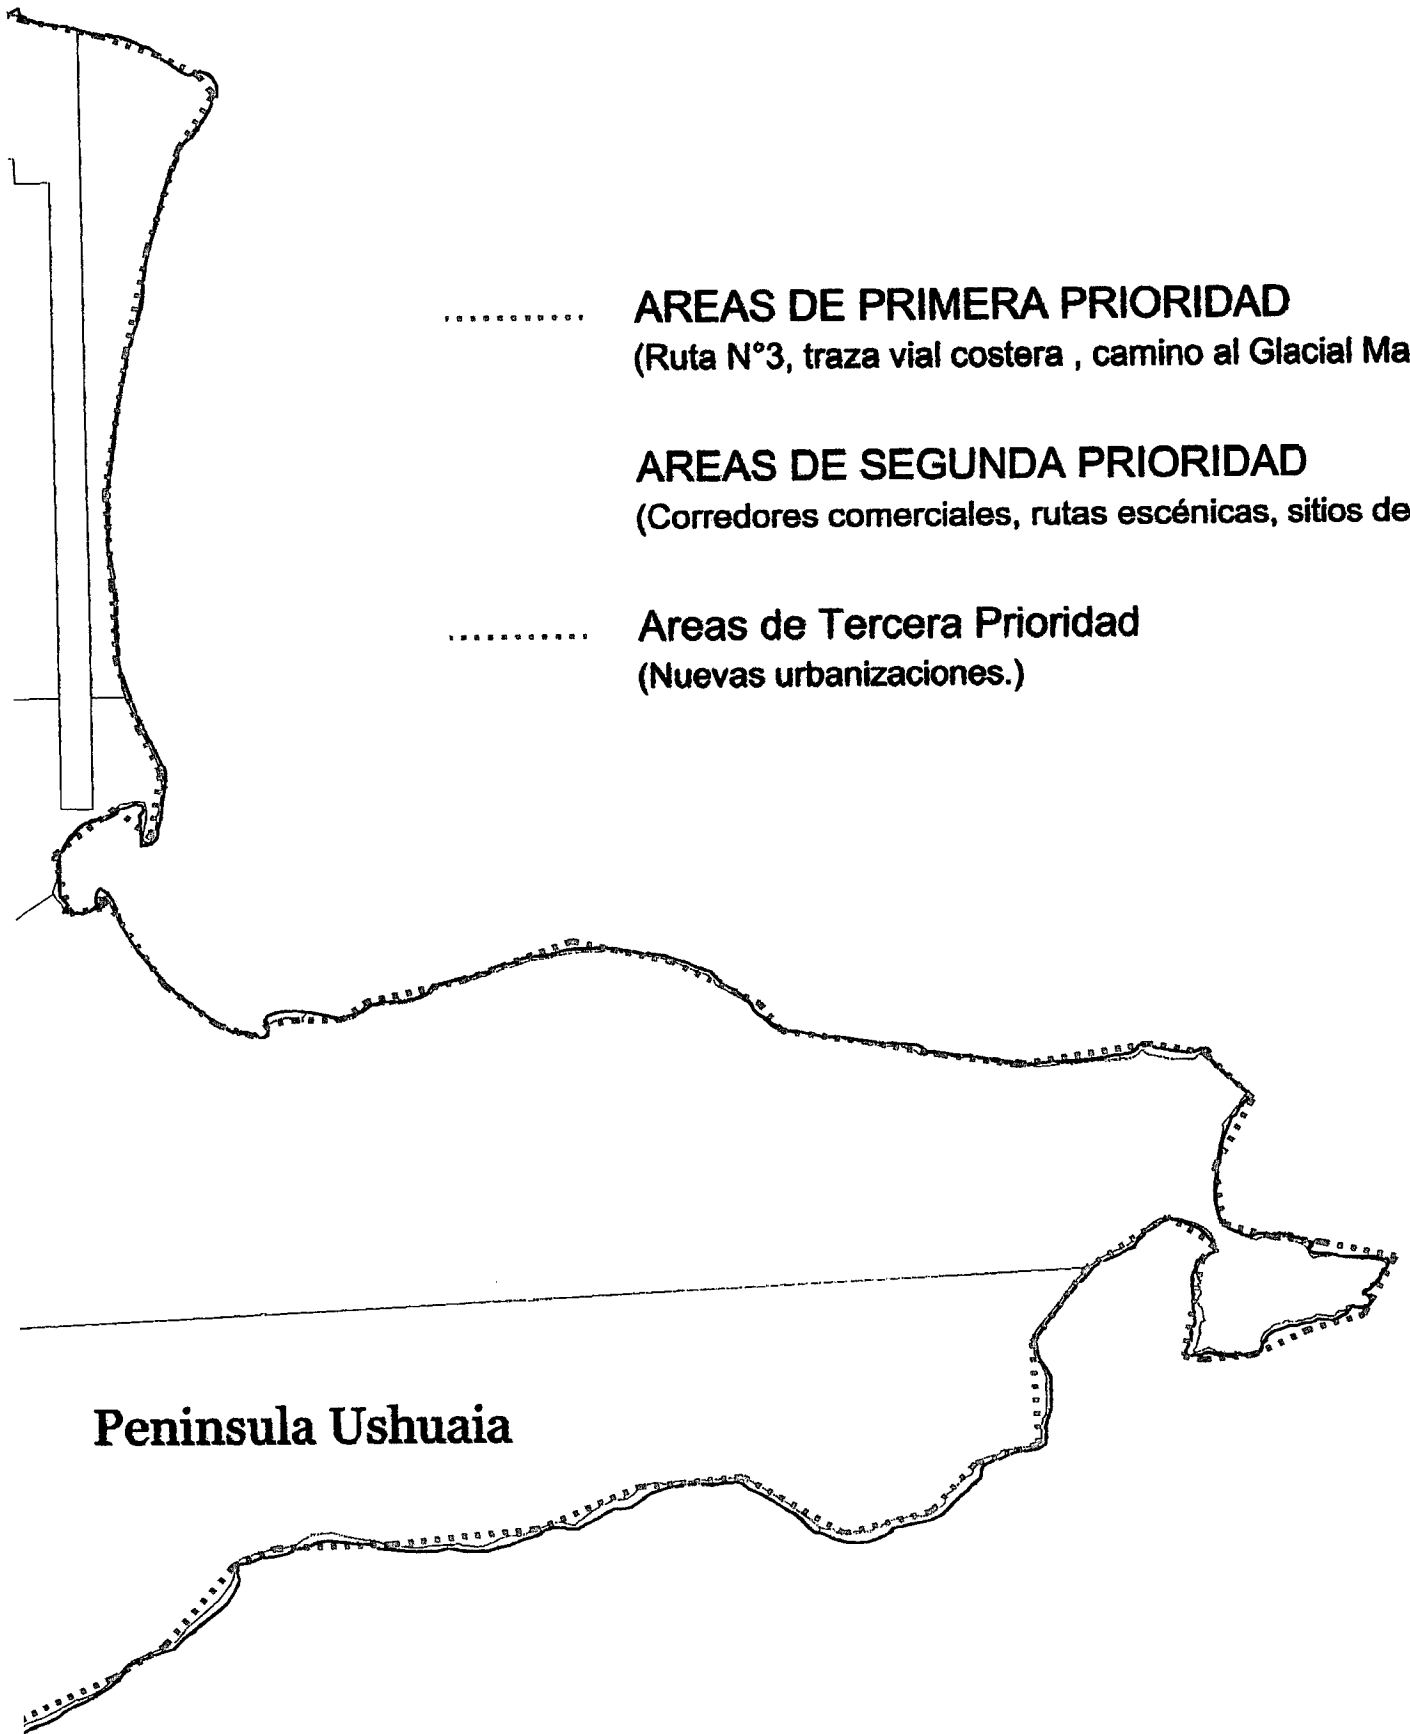 AREAS DE PRIMERA PRIORIDAD
(Ruta N°3, traza vial costera , camino al Glacial Ma
AREAS DE SEGUNDA PRIORIDAD
(Corredores comerciales, rutas escénicas, sitios de
Areas de Tercera Prioridad
(Nuevas urbanizaciones.)
Peninsula Ushuaia